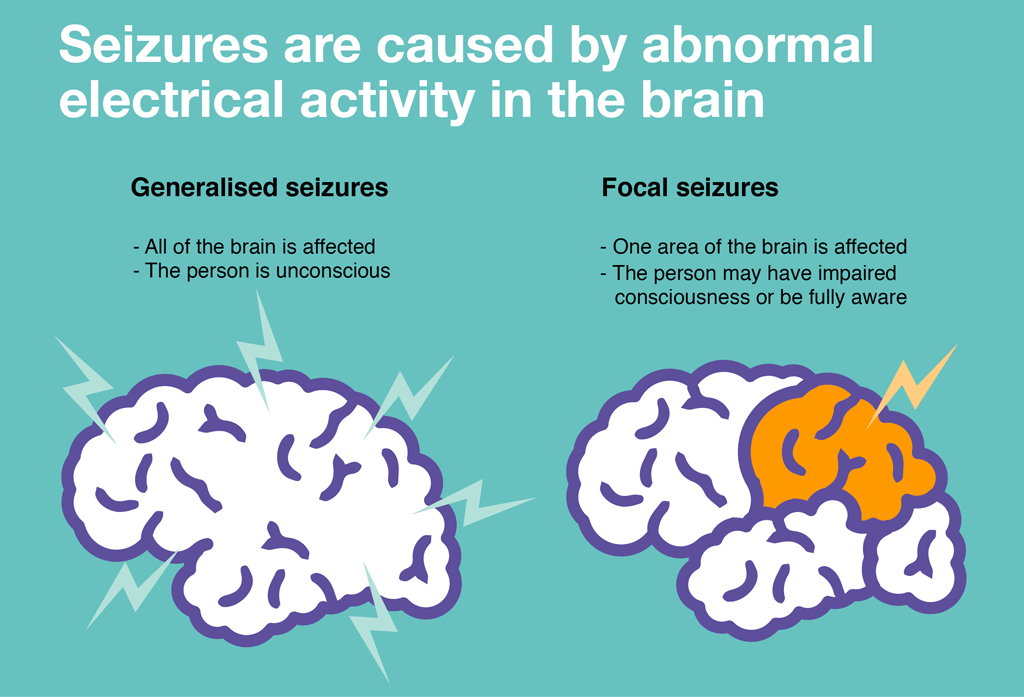 Seizures are caused by abnormal
electrical activity in the brain
Generalised seizures
- All of the brain is affected
- The person is unconscious
Focal seizures
- One area of the brain is affected
- The person may have impaired
consciousness or be fully aware